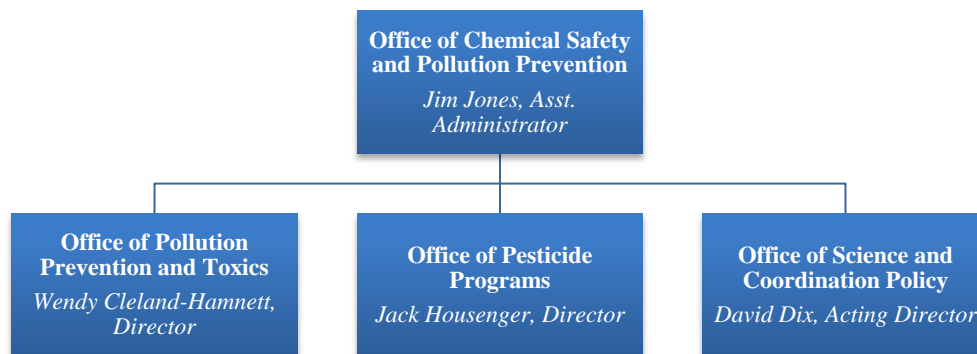 Office of Chemical Safety
and Pollution Prevention
Jim Jones, Asst.
Administrator
Office of Pollution
Prevention and Toxics
Wendy Cleland-Hamnett,
Director
Office of Pesticide
Programs
Jack Housenger, Director
Office of Science and
Coordination Policy
David Dix, Acting Director